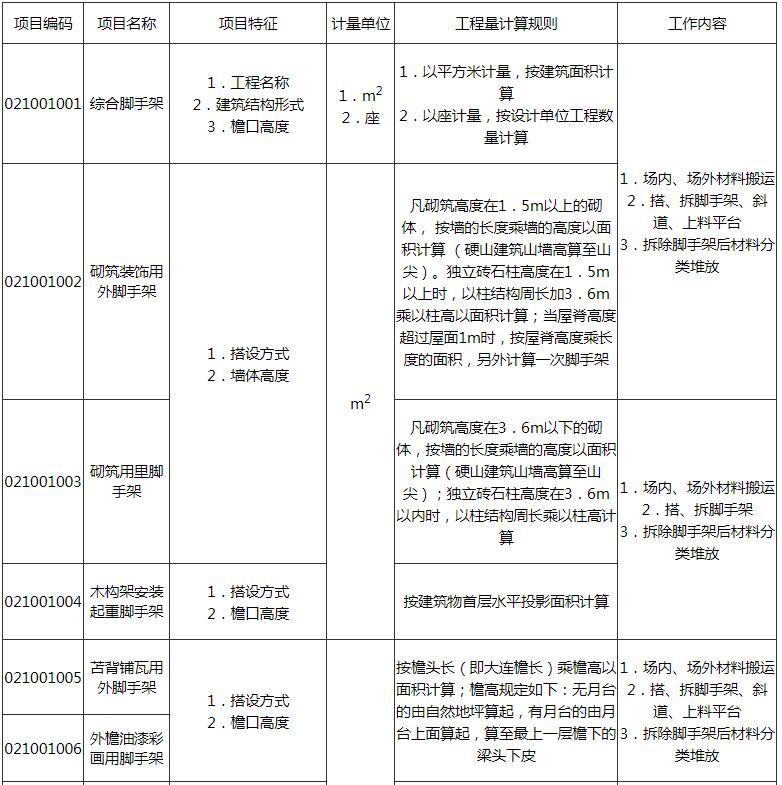 项目编码
项目名称
项目特征
计量单位
工程量计算规则
工作内容
021001001
综合脚手架
1．工程名称
2．建筑结构形式
3．檐口高度
1．m2
2．座
1．以平方米计量，按建筑面积计
算
2．以座计量，按设计单位工程数
量计算
1．场内、场外材料搬运
2．搭、拆脚手架、斜
道、上料平台
3．拆除脚手架后材料分
类堆放
021001002
砌筑装饰用
外脚手架
1．搭设方式
2．墙体高度
m2
凡砌筑高度在1．5m以上的砌
体， 按墙的长度乘墙的高度以面
积计算 （硬山建筑山墙高算至山
尖）。独立砖石柱高度在1．5m
以上时，以柱结构周长加3．6m
乘以柱高以面积计算；当屋脊高度
超过屋面1m时，按屋脊高度乘长
度的面积，另外计算一次脚手架
021001003
砌筑用里脚
手架
凡砌筑高度在3．6m以下的砌
体，按墙的长度乘墙的高度以面积
计算（硬山建筑山墙高算至山
尖）；独立砖石柱高度在3．6m
以内时，以柱结构周长乘以柱高计
算
1．场内、场外材料搬运
2．搭、拆脚手架
3．拆除脚手架后材料分
类堆放
021001004
木构架安装
起重脚手架
1．搭设方式
2．檐口高度
按建筑物首层水平投影面积计算
021001005
苫背铺瓦用
外脚手架
1．搭设方式
2．檐口高度
按檐头长（即大连檐长）乘檐高以
面积计算；檐高规定如下：无月台
的由自然地坪算起，有月台的由月
台上面算起，算至最上一层檐下的
梁头下皮
1．场内、场外材料搬运
2．搭、拆脚手架、斜
道、上料平台
3．拆除脚手架后材料分
类堆放
021001006
外檐油漆彩
画用脚手架